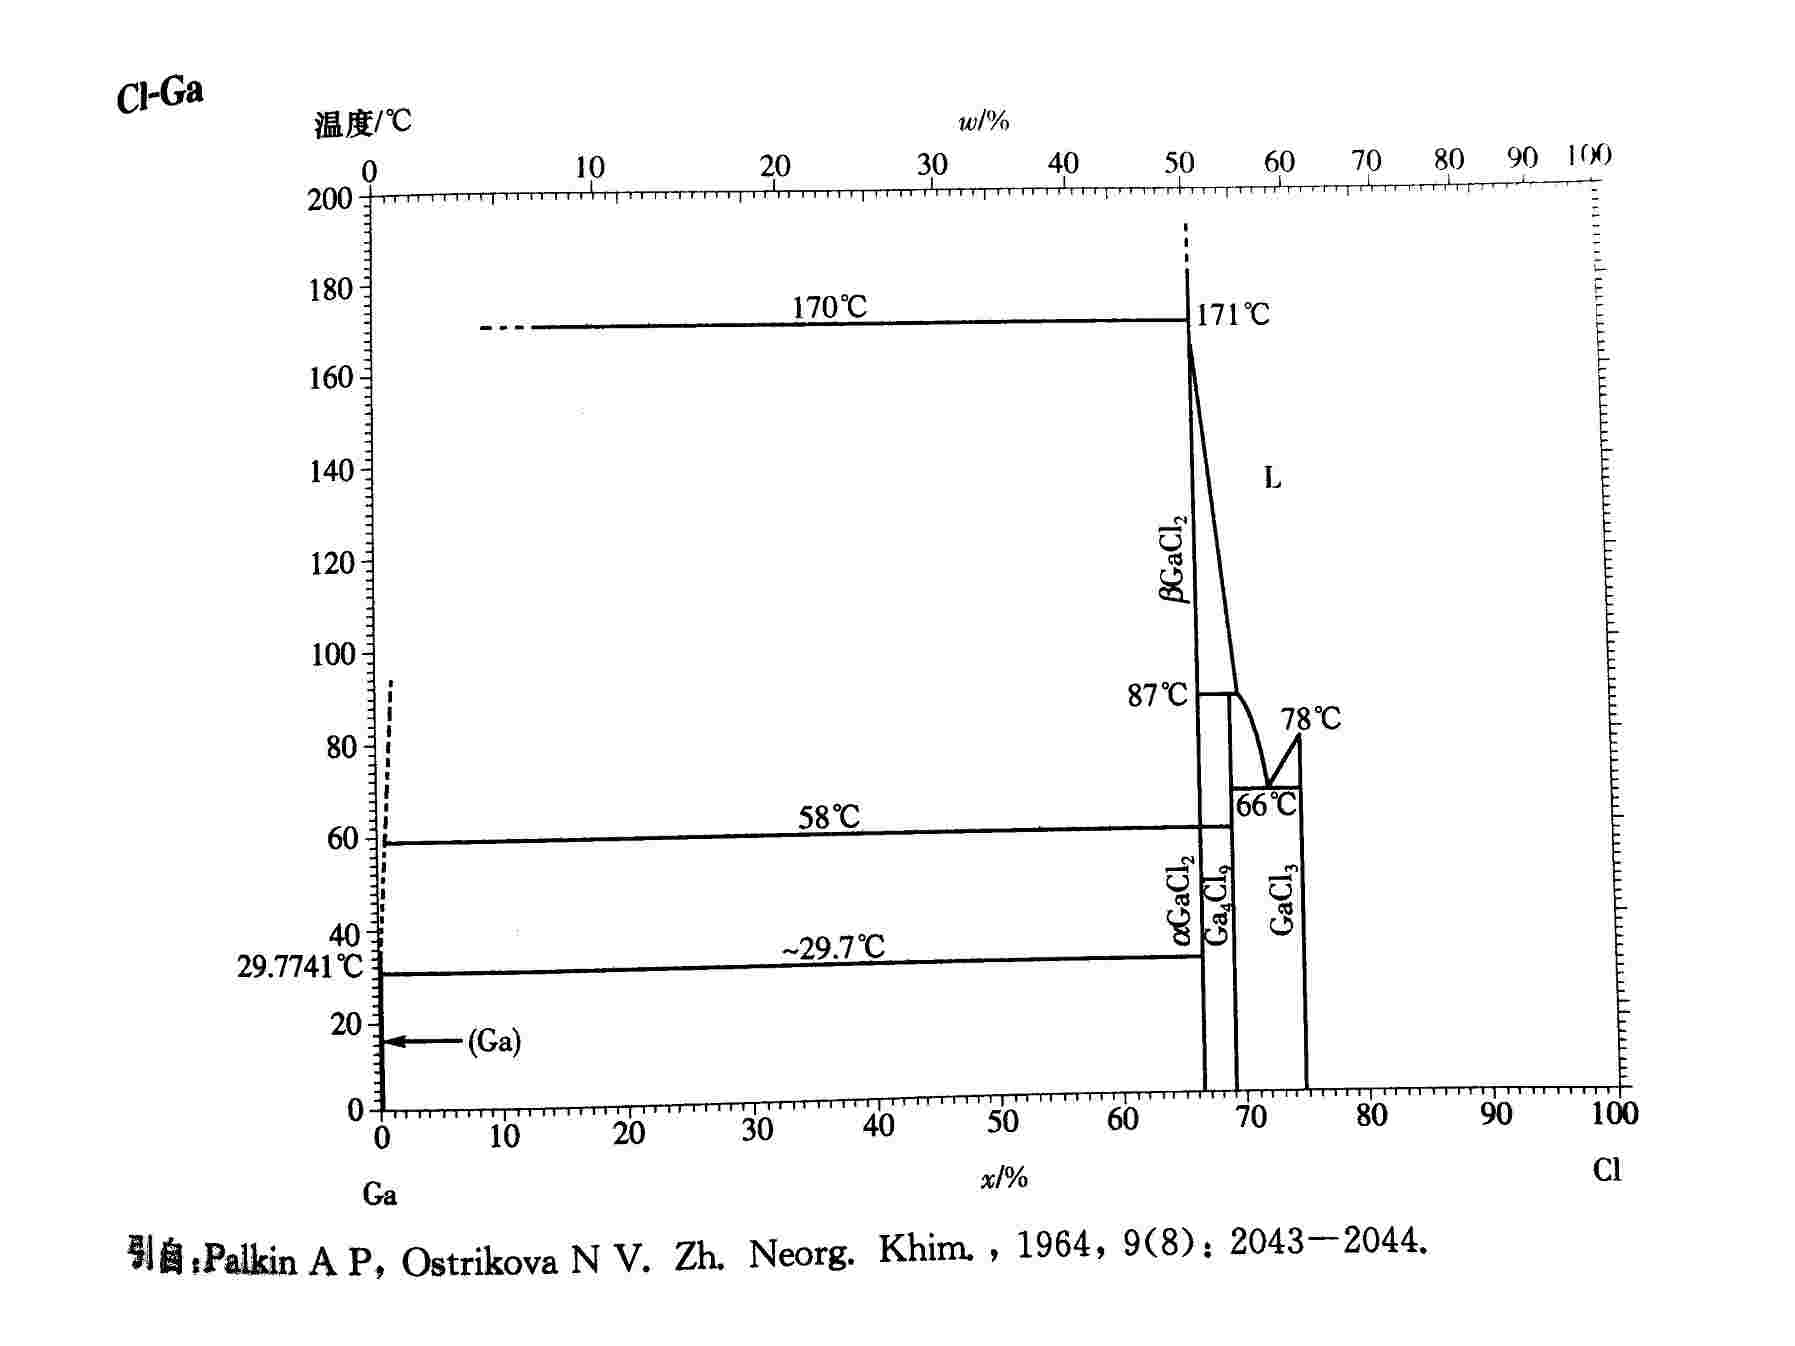 Cl-Ga
温度/℃
w/%
0 10 20 30 40 50 60 70 80 90 100
200
180
170℃
171℃
160
140
L
120
βGaCl₂
100
87℃
78℃
80
66℃
58℃
60
αGaCl₂
Ga₄Cl₉
GaCl₃
40
~29.7℃
29.7741℃
20
(Ga)
0
0 10 20 30 40 50 60 70 80 90 100
x/%
Ga
Cl
引自:Palkin A P, Ostrikova N V. Zh. Neorg. Khim., 1964, 9(8): 2043—2044.